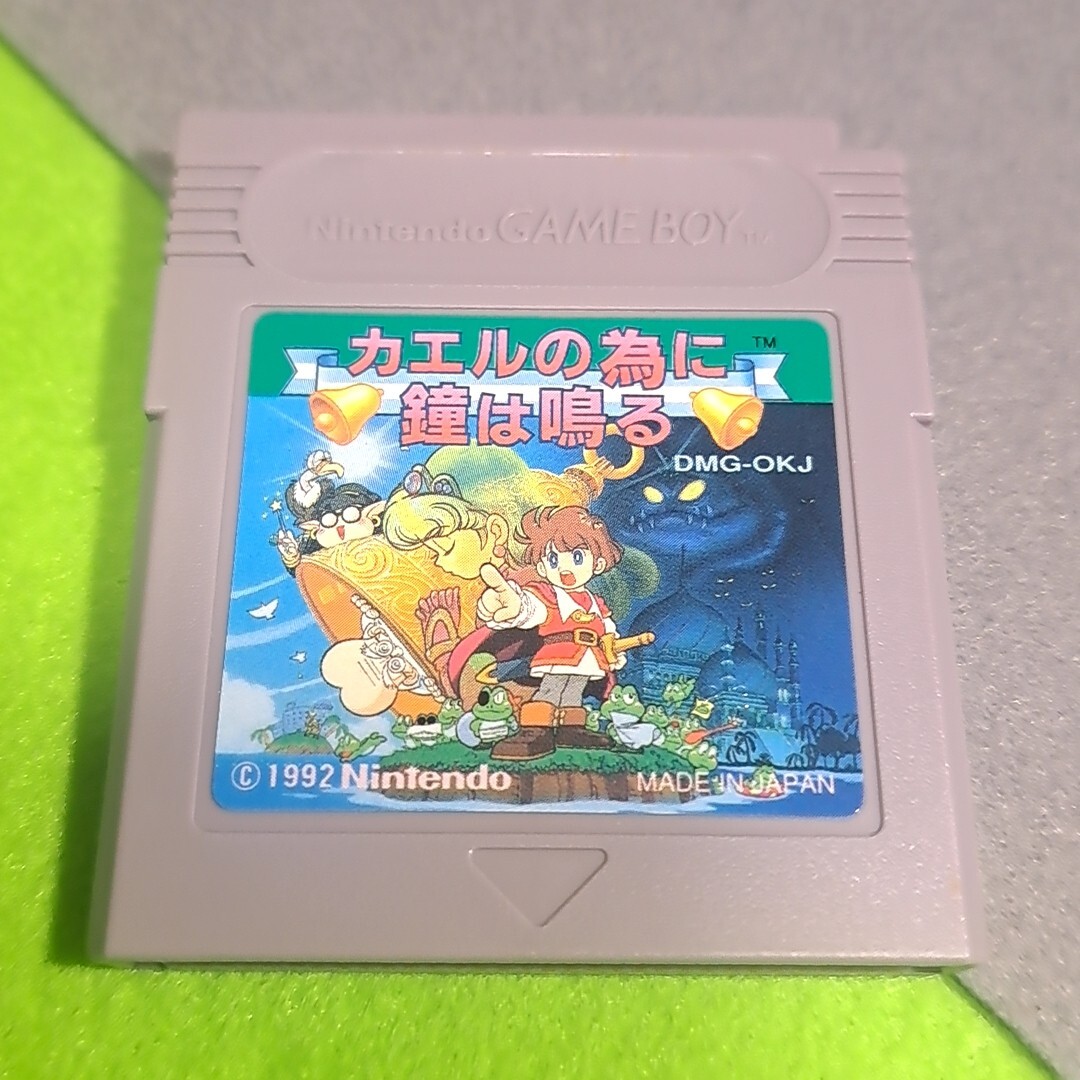 Nintendo GAME BOY TM
カエルの為に TM
鐘は鳴る
DMG-OKJ
© 1992 Nintendo
MADE IN JAPAN